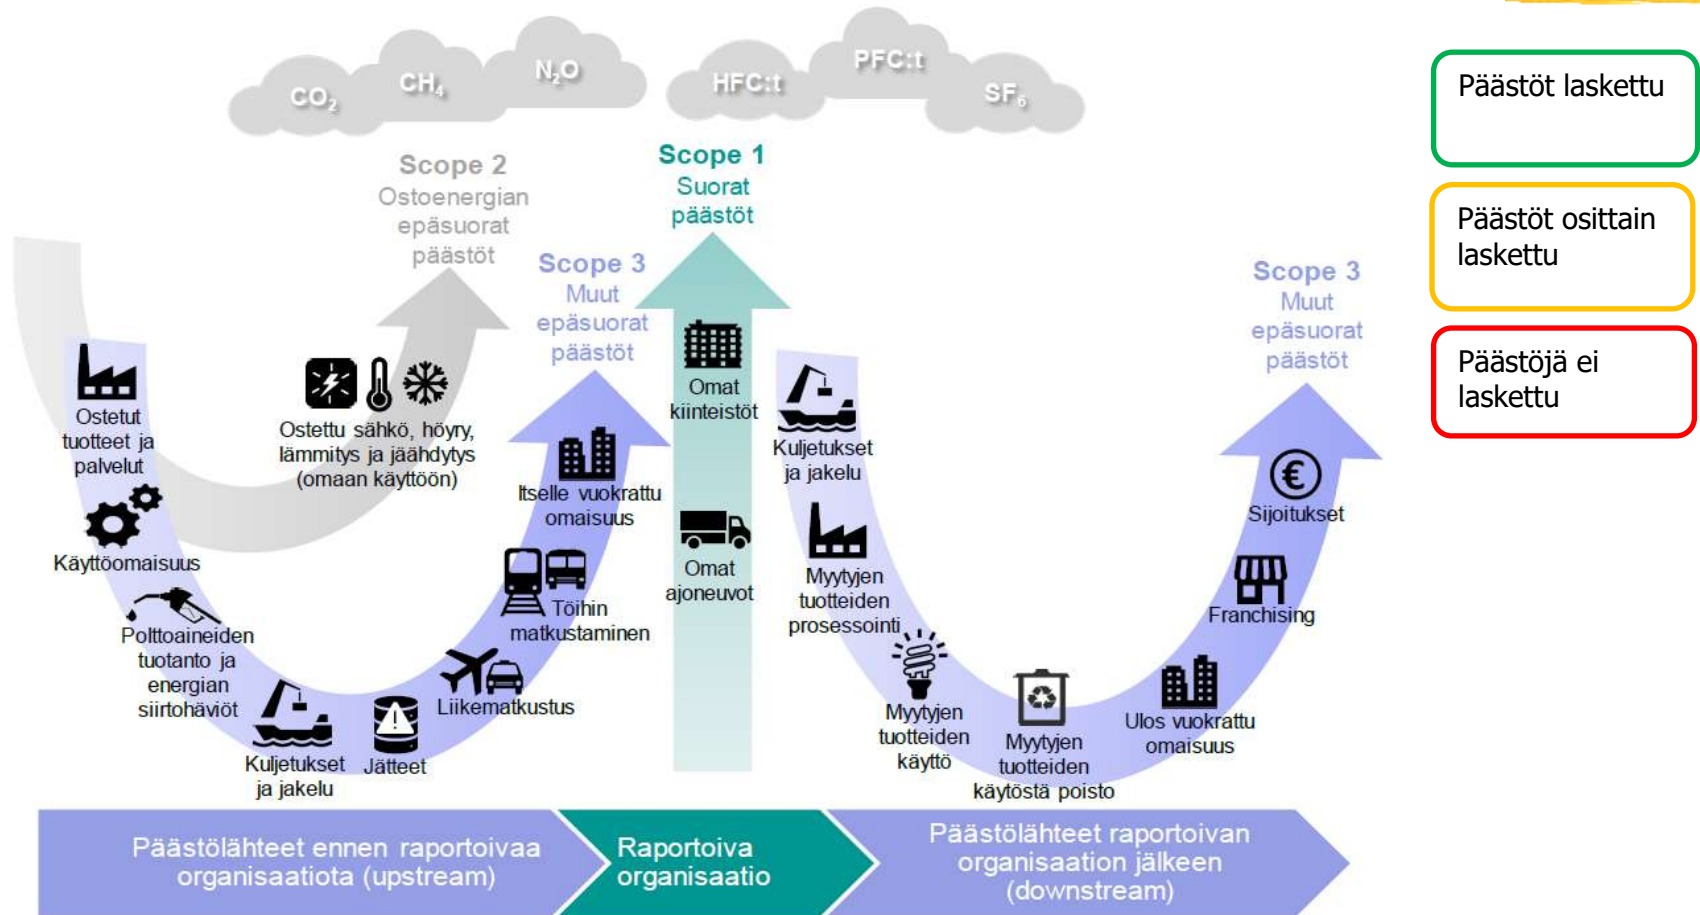 CO₂
CH₄
N₂O
HFC:t
PFC:t
SF₆
Scope 2
Ostoenergian
epäsuorat
päästöt
Scope 1
Suorat
päästöt
Scope 3
Muut
epäsuorat
päästöt
Scope 3
Muut
epäsuorat
päästöt
Ostetut
tuotteet ja
palvelut
Käyttöomaisuus
Polttoaineiden
tuotanto ja
energian
siirtohäviöt
Kuljetukset
ja jakelu
Jätteet
Liikematkustus
Töihin
matkustaminen
Itselle vuokrattu
omaisuus
Ostettu sähkö, höyry,
lämmitys ja jäähdytys
(omaan käyttöön)
Omat
kiinteistöt
Omat
ajoneuvot
Kuljetukset
ja jakelu
Myytyjen
tuotteiden
prosessointi
Myytyjen
tuotteiden
käyttö
Myytyjen
tuotteiden
käytöstä poisto
Ulos vuokrattu
omaisuus
Franchising
€
Sijoitukset
Päästölähteet ennen raportoivaa
organisaatiota (upstream)
Raportoiva
organisaatio
Päästölähteet raportoivan
organisaation jälkeen
(downstream)
Päästöt laskettu
Päästöt osittain
laskettu
Päästöjä ei
laskettu